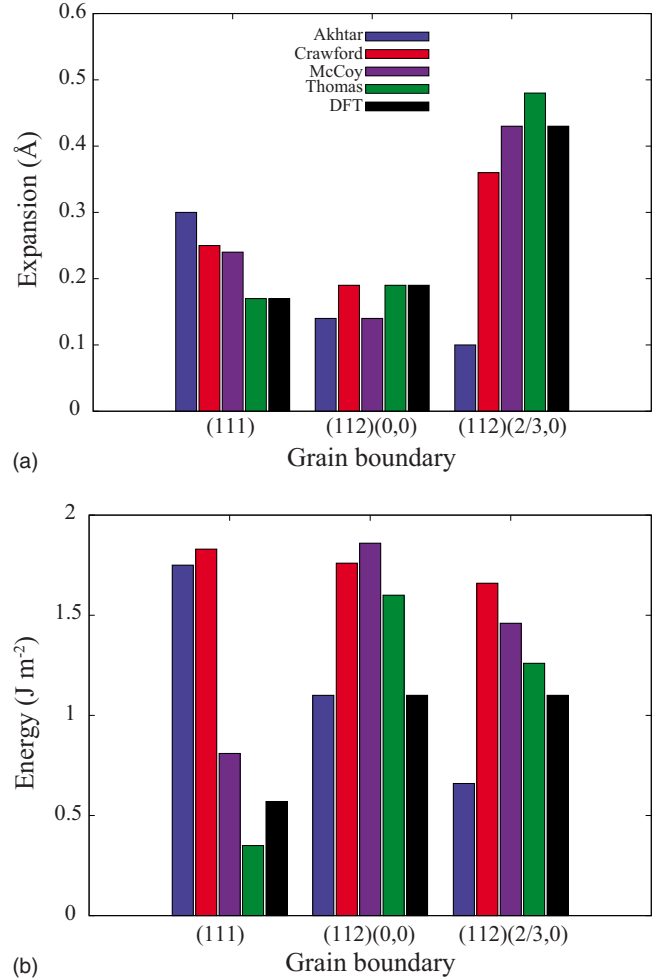 0.6
Akhtar
Crawford
McCoy
Thomas
DFT
0.5
0.4
0.3
0.2
0.1
0
Expansion (Å)
(111) (112)(0,0) (112)(2/3,0)
(a) Grain boundary
2
1.5
1
0.5
0
Energy (J m⁻²)
(111) (112)(0,0) (112)(2/3,0)
(b) Grain boundary